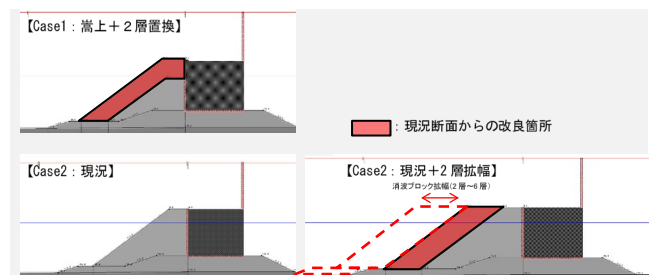 【Case1：嵩上＋２層置換】
：現況断面からの改良箇所
【Case2：現況】
【Case2：現況＋2 層拡幅】
消波ブロック拡幅(2 層～6 層)